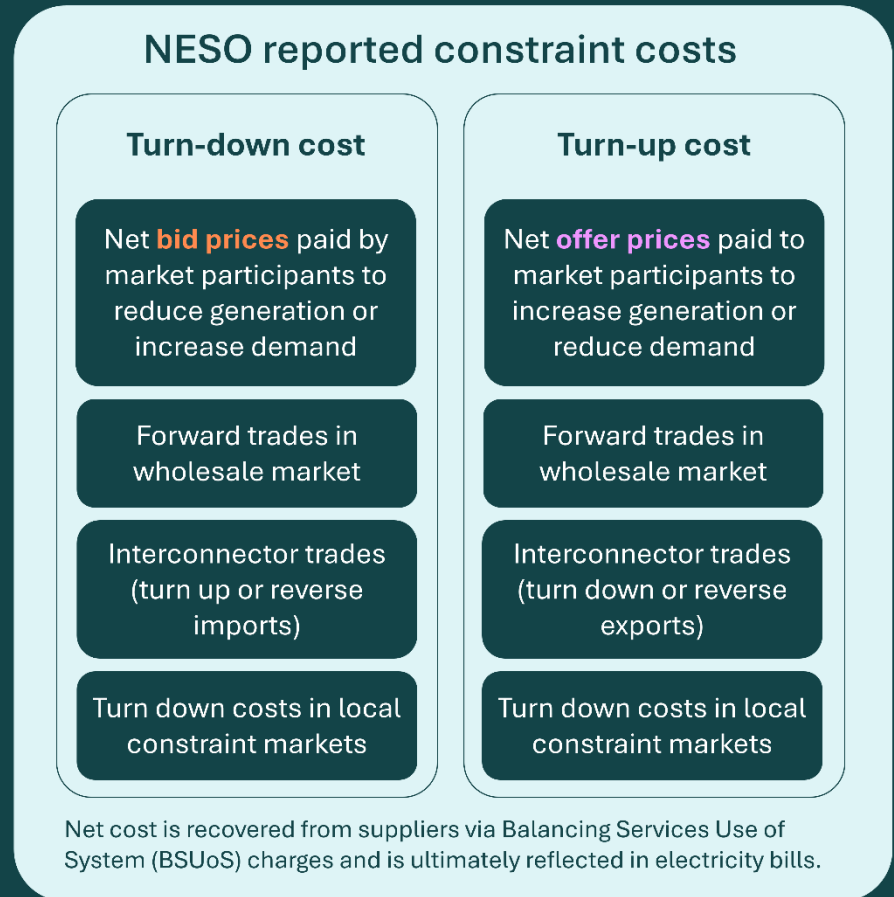 NESO reported constraint costs
Turn-down cost
Net bid prices paid by
market participants to
reduce generation or
increase demand
Forward trades in
wholesale market
Interconnector trades
(turn up or reverse
imports)
Turn down costs in local
constraint markets
Turn-up cost
Net offer prices paid to
market participants to
increase generation or
reduce demand
Forward trades in
wholesale market
Interconnector trades
(turn down or reverse
exports)
Turn down costs in local
constraint markets
Net cost is recovered from suppliers via Balancing Services Use of
System (BSUoS) charges and is ultimately reflected in electricity bills.